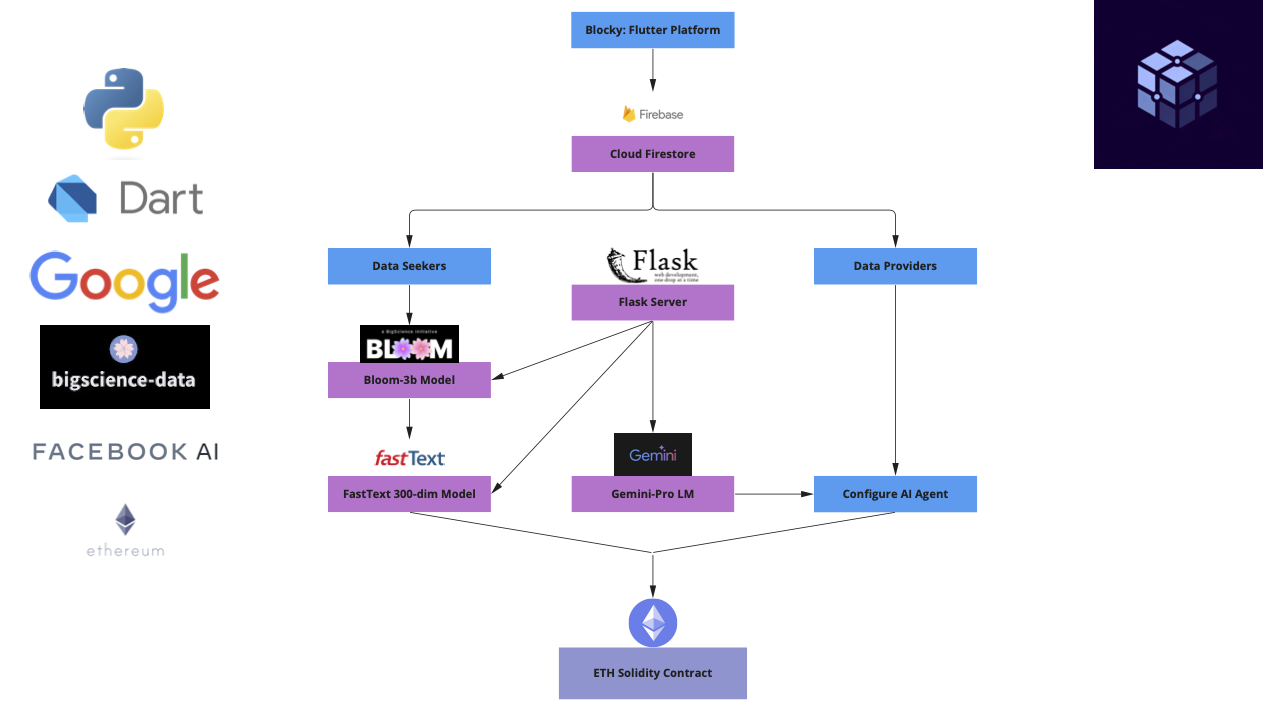 Blocky: Flutter Platform
Firebase
Cloud Firestore
Dart
Google
bigscience-data
FACEBOOK AI
ethereum
Data Seekers
Flask
web development,
one drop at a time
Flask Server
Data Providers
a BigScience initiative
BLOOM
Bloom-3b Model
fastText
FastText 300-dim Model
Gemini
Gemini-Pro LM
Configure AI Agent
ETH Solidity Contract